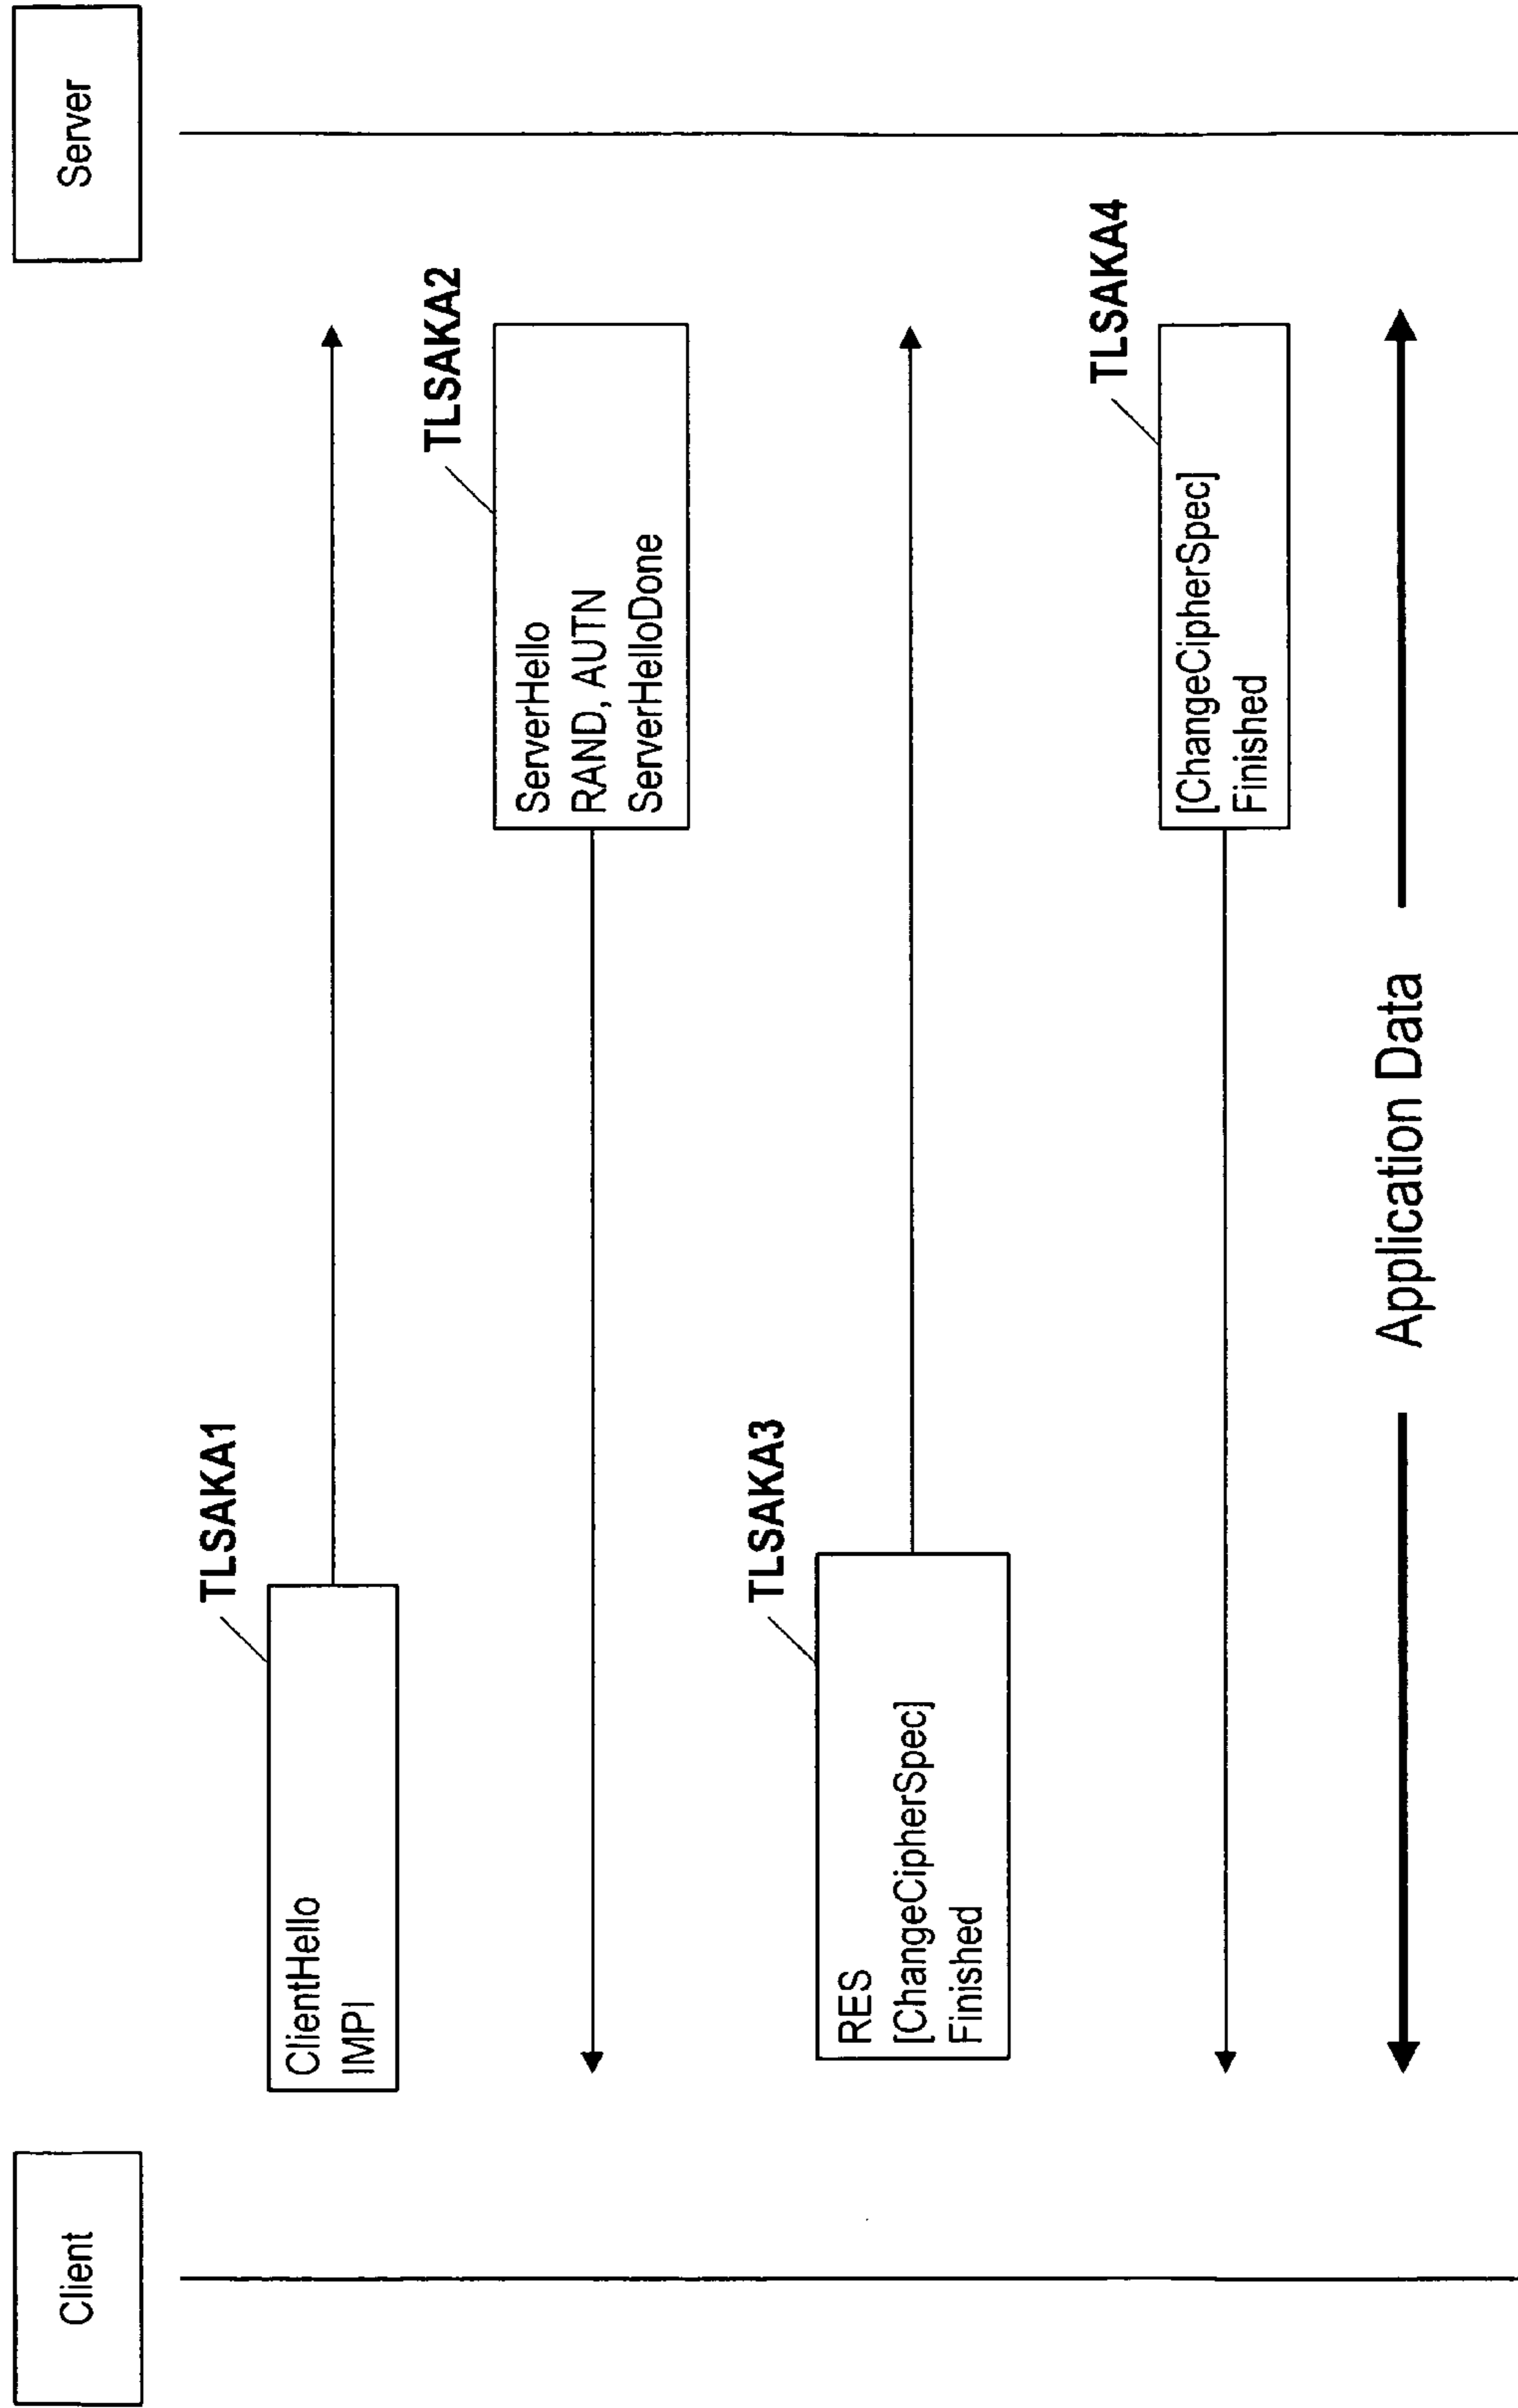 Client
Server
TLSAKA1
ClientHello
IMPI
TLSAKA2
ServerHello
RAND, AUTN
ServerHelloDone
TLSAKA3
RES
[ChangeCipherSpec]
Finished
TLSAKA4
[ChangeCipherSpec]
Finished
Application Data